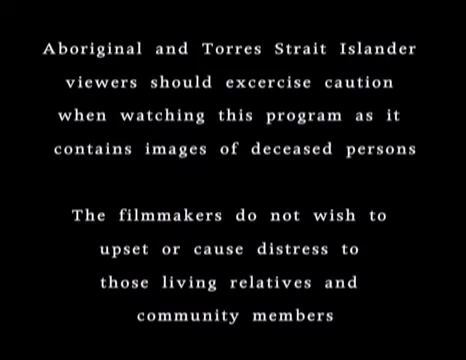 Aboriginal and Torres Strait Islander
viewers should excercise caution
when watching this program as it
contains images of deceased persons
The filmmakers do not wish to
upset or cause distress to
those living relatives and
community members